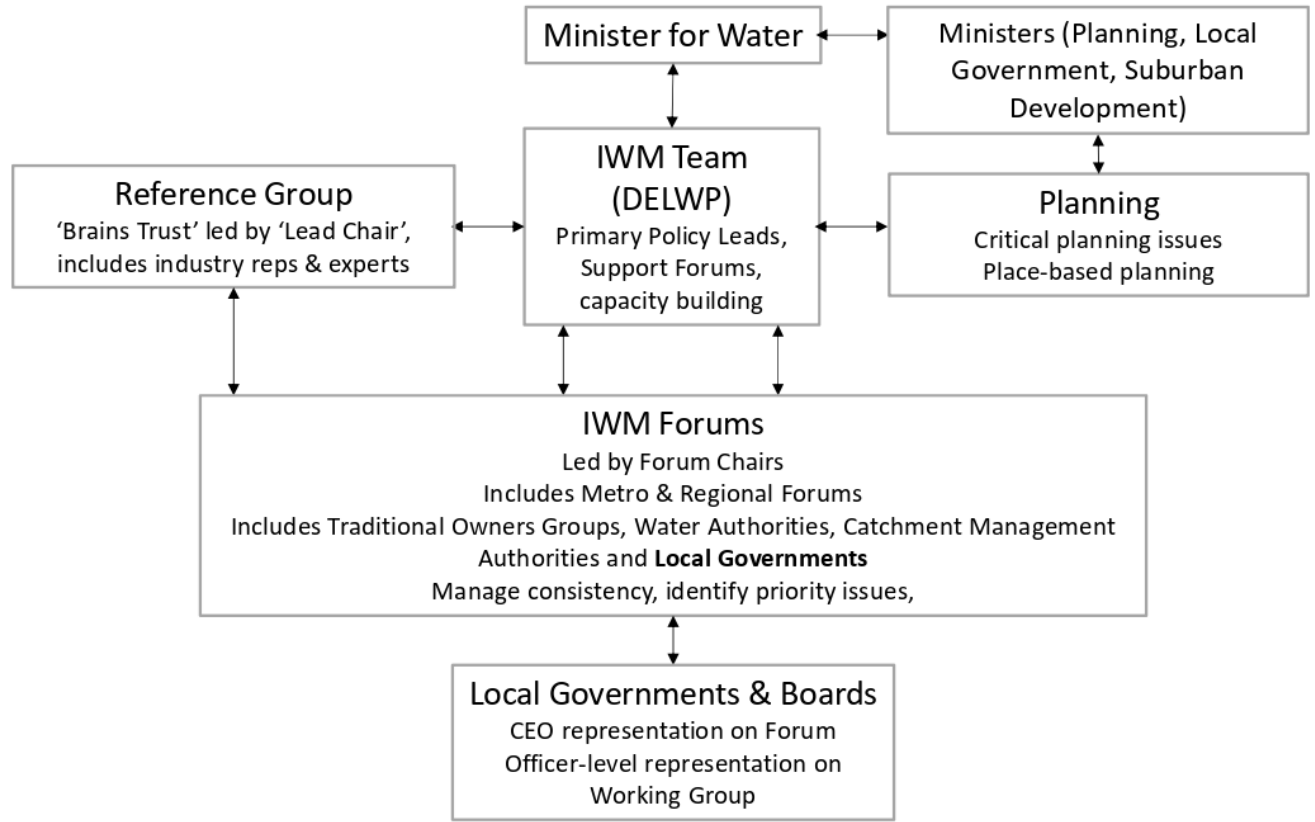 Minister for Water
Ministers (Planning, Local
Government, Suburban
Development)
Reference Group
‘Brains Trust’ led by ‘Lead Chair’,
includes industry reps & experts
IWM Team
(DELWP)
Primary Policy Leads,
Support Forums,
capacity building
Planning
Critical planning issues
Place-based planning
IWM Forums
Led by Forum Chairs
Includes Metro & Regional Forums
Includes Traditional Owners Groups, Water Authorities, Catchment Management
Authorities and Local Governments
Manage consistency, identify priority issues,
Local Governments & Boards
CEO representation on Forum
Officer-level representation on
Working Group